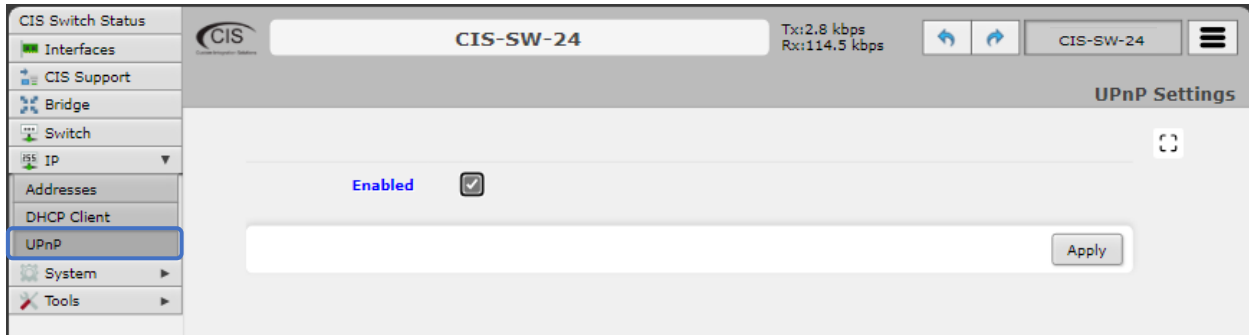 CIS Switch Status
Interfaces
CIS Support
Bridge
Switch
IP
Addresses
DHCP Client
UPnP
System
Tools
CIS
CIS-SW-24
Tx:2.8 kbps
Rx:114.5 kbps
CIS-SW-24
UPnP Settings
Enabled
Apply